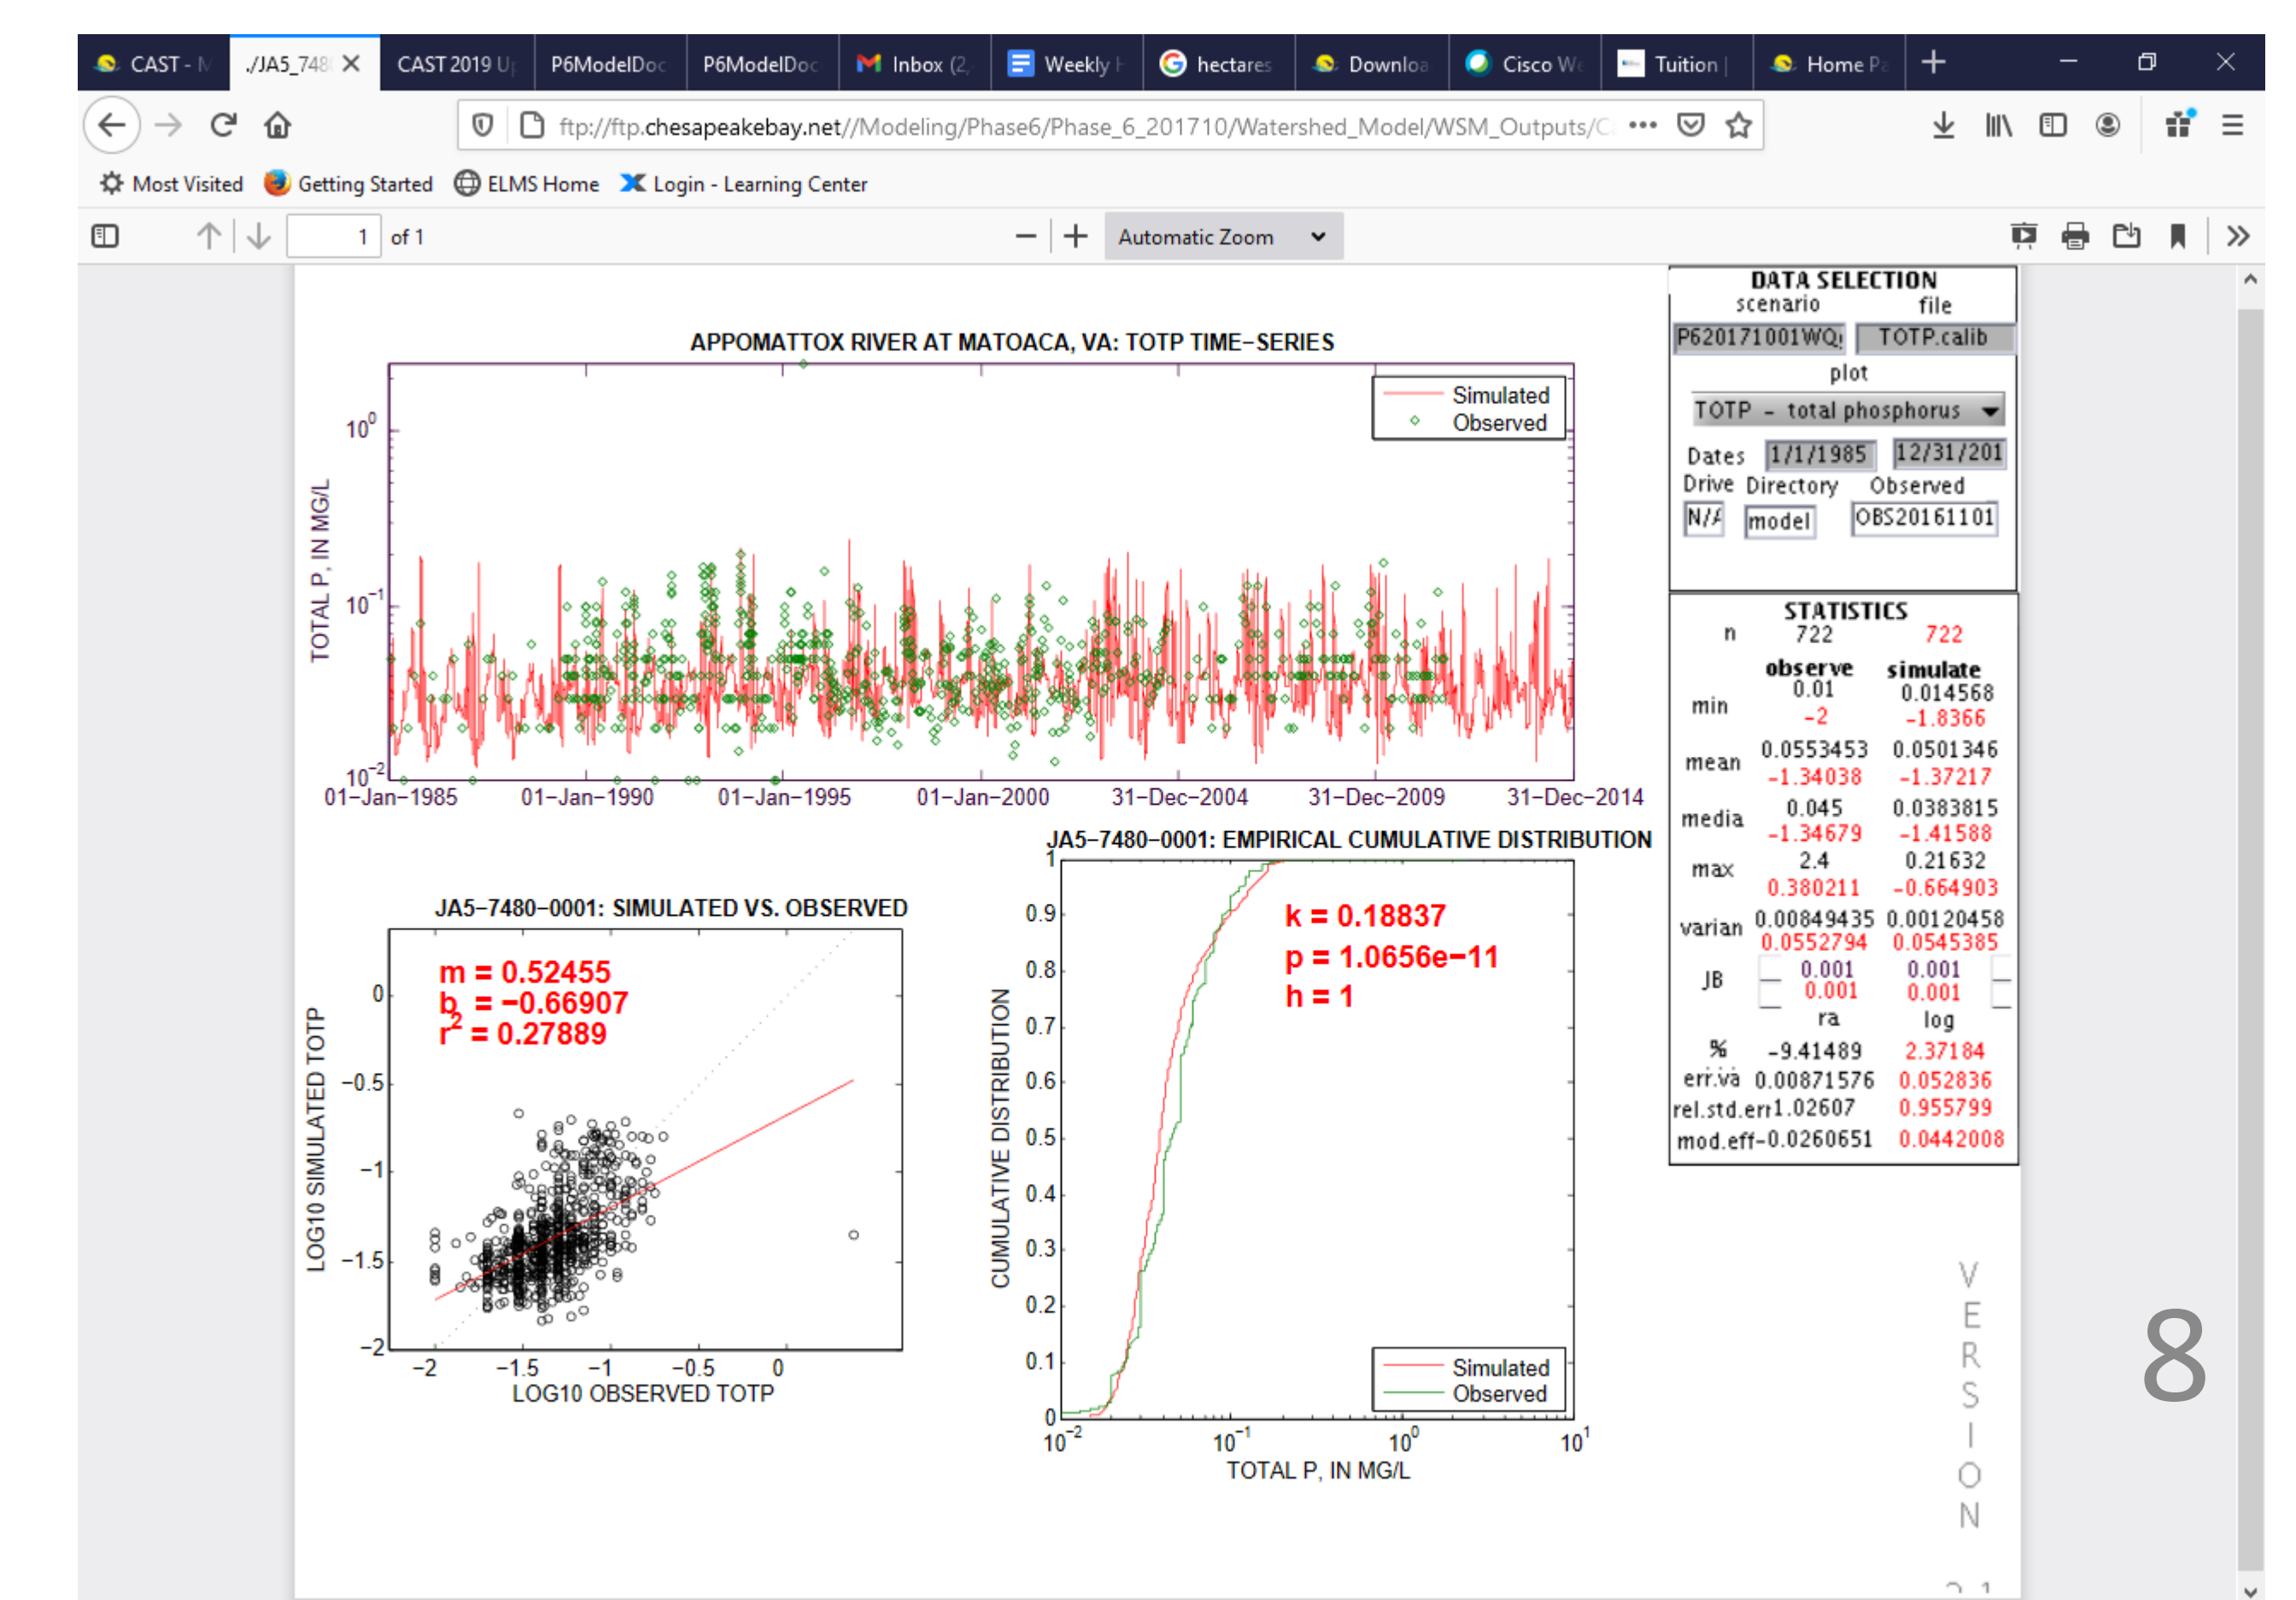 CAST - M ./JA5_748 CAST 2019 U P6ModelDoc P6ModelDoc Inbox (2, Weekly H hectares Downloa Cisco We Tuition | Home Pa
ftp://ftp.chesapeakebay.net//Modeling/Phase6/Phase_6_201710/Watershed_Model/WSM_Outputs/C
Most Visited Getting Started ELMS Home Login - Learning Center
1 of 1 Automatic Zoom
APPOMATTOX RIVER AT MATOACA, VA: TOTP TIME-SERIES
TOTAL P, IN MG/L
10^0
10^-1
10^-2
Simulated
Observed
01-Jan-1985 01-Jan-1990 01-Jan-1995 01-Jan-2000 31-Dec-2004 31-Dec-2009 31-Dec-2014
JA5-7480-0001: SIMULATED VS. OBSERVED
m = 0.52455
b = -0.66907
r^2 = 0.27889
LOG10 SIMULATED TOTP
0
-0.5
-1
-1.5
-2
-2 -1.5 -1 -0.5 0
LOG10 OBSERVED TOTP
JA5-7480-0001: EMPIRICAL CUMULATIVE DISTRIBUTION
k = 0.18837
p = 1.0656e-11
h = 1
CUMULATIVE DISTRIBUTION
1
0.9
0.8
0.7
0.6
0.5
0.4
0.3
0.2
0.1
0
Simulated
Observed
10^-2 10^-1 10^0 10^1
TOTAL P, IN MG/L
DATA SELECTION
scenario file
P620171001WQ TOTP.calib
plot
TOTP - total phosphorus
Dates 1/1/1985 12/31/201
Drive Directory Observed
N/A model OBS20161101
STATISTICS
n 722 722
observe simulate
min 0.01 0.014568
-2 -1.8366
mean 0.0553453 0.0501346
-1.34038 -1.37217
media 0.045 0.0383815
-1.34679 -1.41588
max 2.4 0.21632
0.380211 -0.664903
varian 0.00849435 0.00120458
0.0552794 0.0545385
JB 0.001 0.001
0.001 0.001
ra log
% -9.41489 2.37184
err.va 0.00871576 0.052836
rel.std.err 1.02607 0.955799
mod.eff -0.0260651 0.0442008
VERSION
8